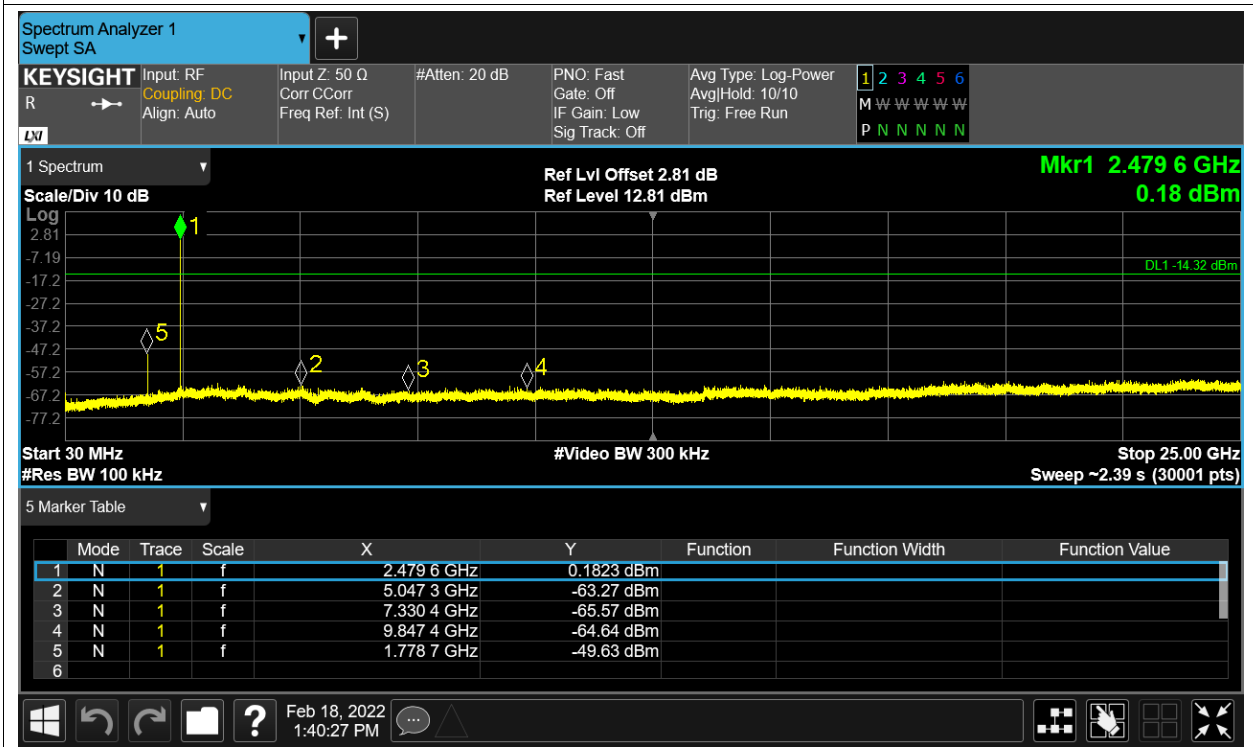 Spectrum Analyzer 1
Swept SA
KEYSIGHT
R
LXI
Input: RF
Coupling: DC
Align: Auto
Input Z: 50 Ω
Corr CCorr
Freq Ref: Int (S)
#Atten: 20 dB
PNO: Fast
Gate: Off
IF Gain: Low
Sig Track: Off
Avg Type: Log-Power
Avg|Hold: 10/10
Trig: Free Run
1 2 3 4 5 6
M W W W W W
P N N N N N
1 Spectrum
Scale/Div 10 dB
Ref Lvl Offset 2.81 dB
Ref Level 12.81 dBm
Mkr1 2.479 6 GHz
0.18 dBm
Log
2.81
-7.19
-17.2
-27.2
-37.2
-47.2
-57.2
-67.2
-77.2
1
5
2
3
4
DL1 -14.32 dBm
Start 30 MHz
#Res BW 100 kHz
#Video BW 300 kHz
Stop 25.00 GHz
Sweep ~2.39 s (30001 pts)
5 Marker Table
Mode Trace Scale X Y Function Function Width Function Value
1 N 1 f 2.479 6 GHz 0.1823 dBm
2 N 1 f 5.047 3 GHz -63.27 dBm
3 N 1 f 7.330 4 GHz -65.57 dBm
4 N 1 f 9.847 4 GHz -64.64 dBm
5 N 1 f 1.778 7 GHz -49.63 dBm
6
?
Feb 18, 2022
1:40:27 PM